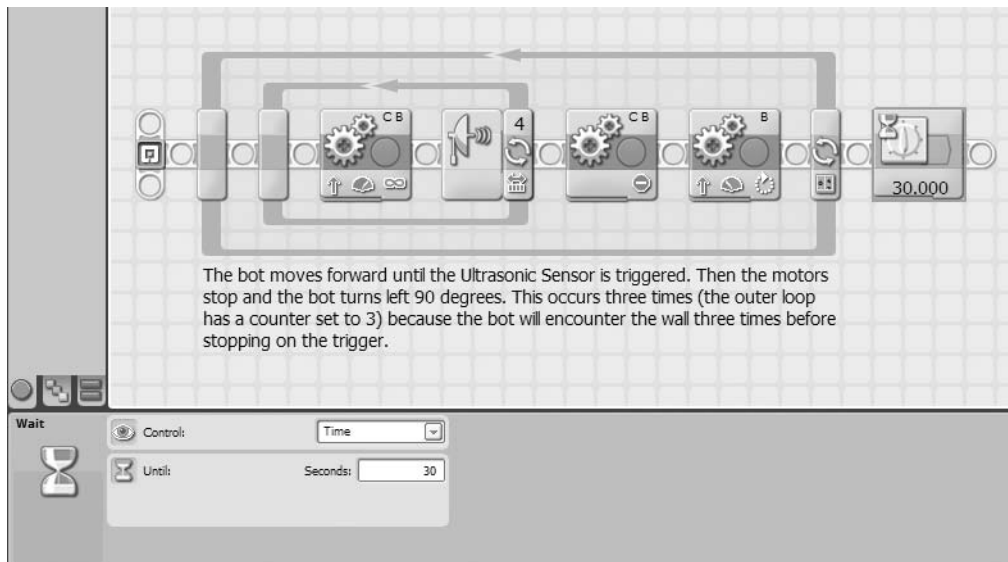 C B
4
C B
B
30.000
The bot moves forward until the Ultrasonic Sensor is triggered. Then the motors
stop and the bot turns left 90 degrees. This occurs three times (the outer loop
has a counter set to 3) because the bot will encounter the wall three times before
stopping on the trigger.
Wait
Control: Time
Until: Seconds: 30